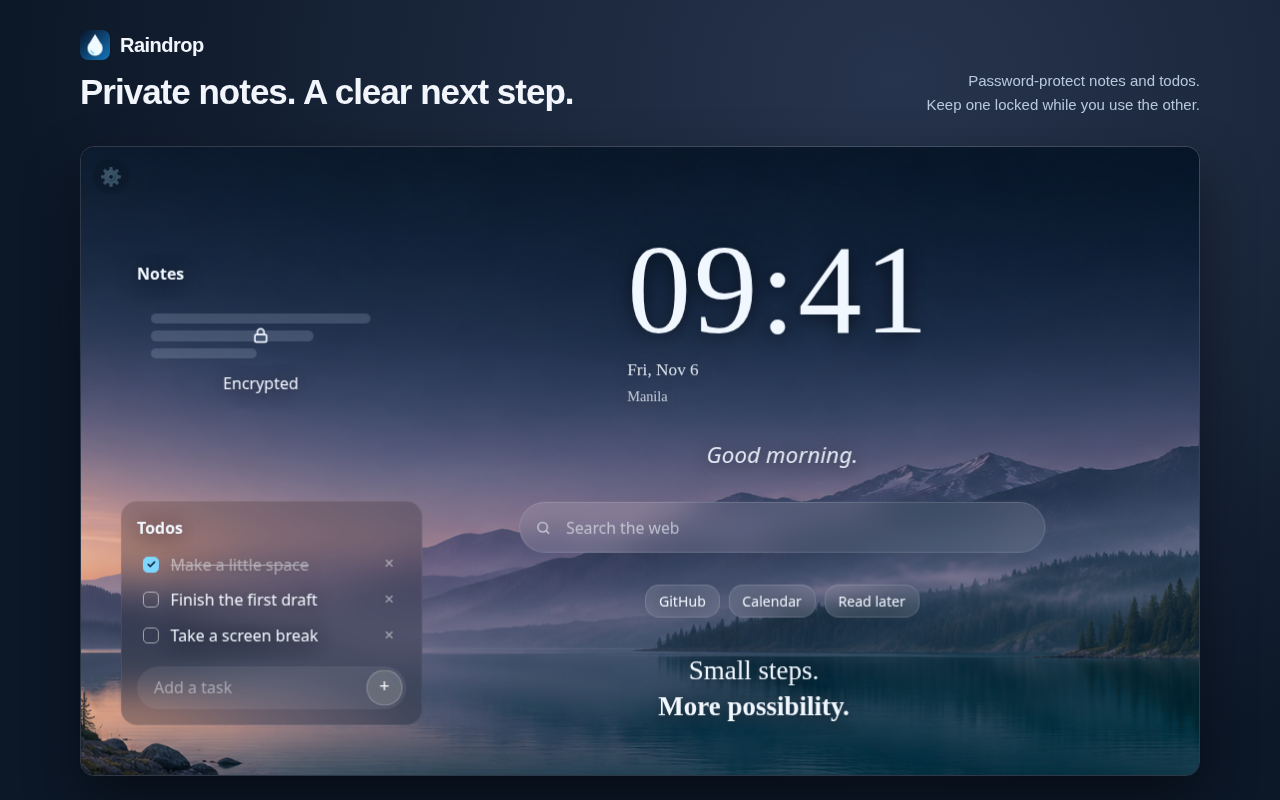 Raindrop
Private notes. A clear next step.
Password-protect notes and todos.
Keep one locked while you use the other.
Notes
Encrypted
09:41
Fri, Nov 6
Manila
Good morning.
Search the web
GitHub Calendar Read later
Small steps.
More possibility.
Todos
Make a little space ×
Finish the first draft ×
Take a screen break ×
Add a task +